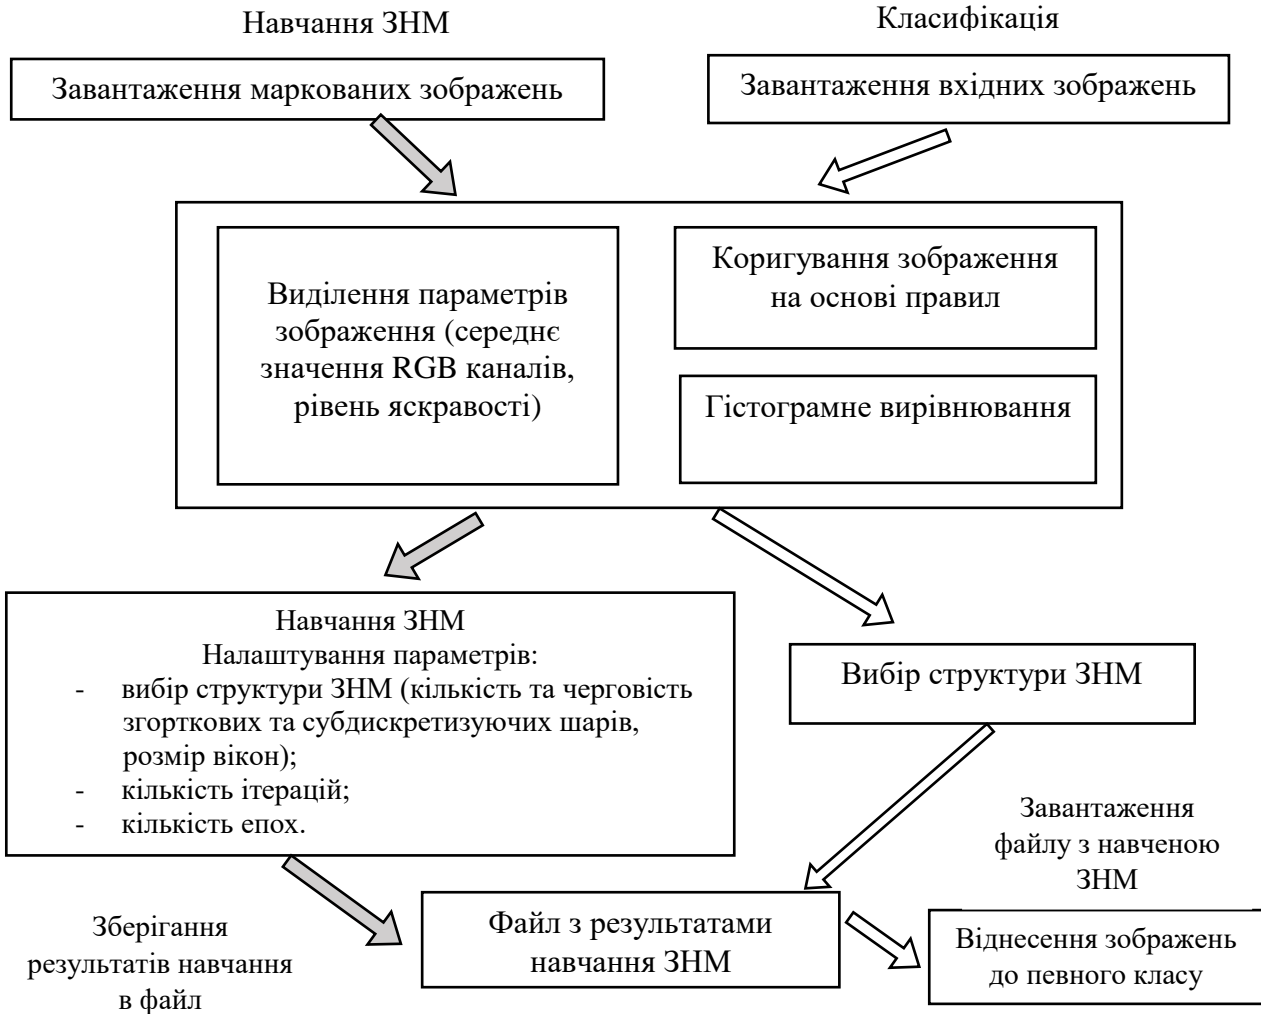 Навчання ЗНМ
Класифікація
Завантаження маркованих зображень
Завантаження вхідних зображень
Виділення параметрів
зображення (середнє
значення RGB каналів,
рівень яскравості)
Коригування зображення
на основі правил
Гістограмне вирівнювання
Навчання ЗНМ
Налаштування параметрів:
- вибір структури ЗНМ (кількість та черговість
згорткових та субдискретизуючих шарів,
розмір вікон);
- кількість ітерацій;
- кількість епох.
Вибір структури ЗНМ
Завантаження
файлу з навченою
ЗНМ
Зберігання
результатів навчання
в файл
Файл з результатами
навчання ЗНМ
Віднесення зображень
до певного класу